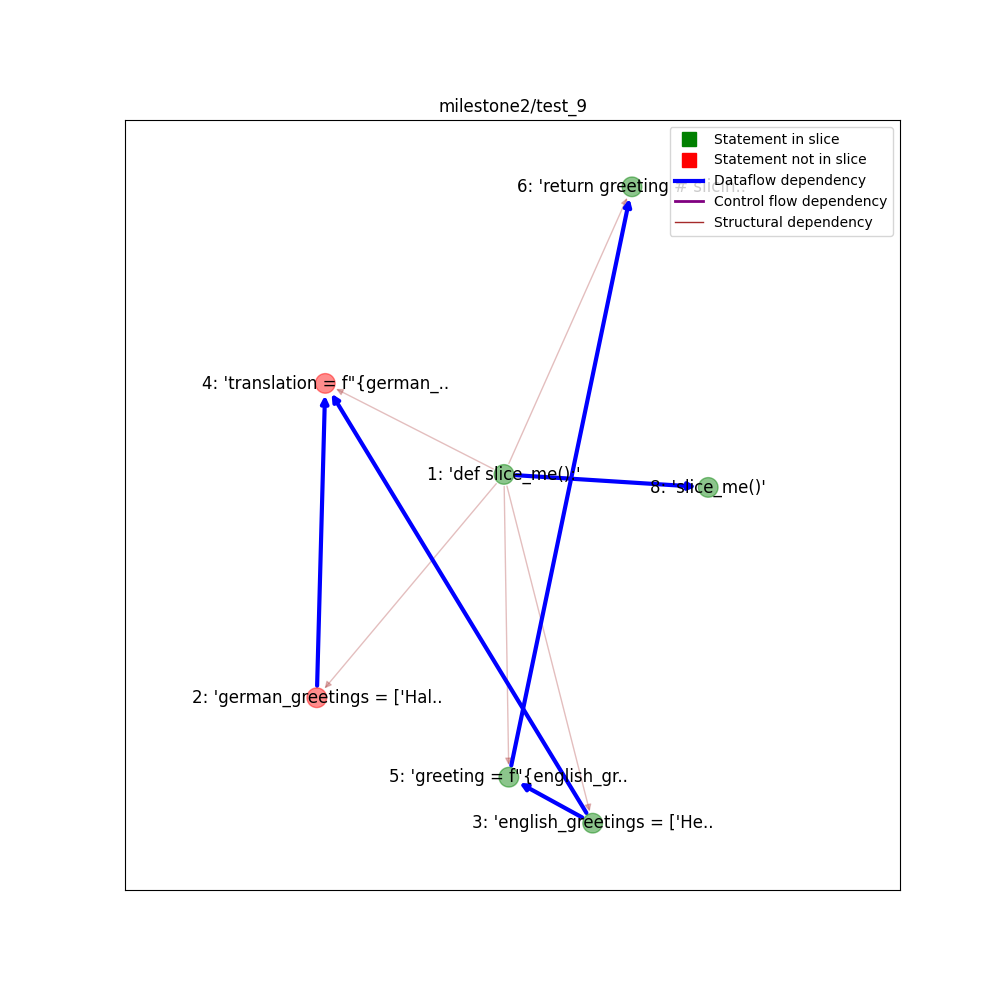 milestone2/test_9
Statement in slice
Statement not in slice
Dataflow dependency
Control flow dependency
Structural dependency
6: 'return greeting # slicin..
4: 'translation = f"{german_..
1: 'def slice_me():'
8: 'slice_me()'
2: 'german_greetings = ['Hal..
5: 'greeting = f"{english_gr..
3: 'english_greetings = ['He..